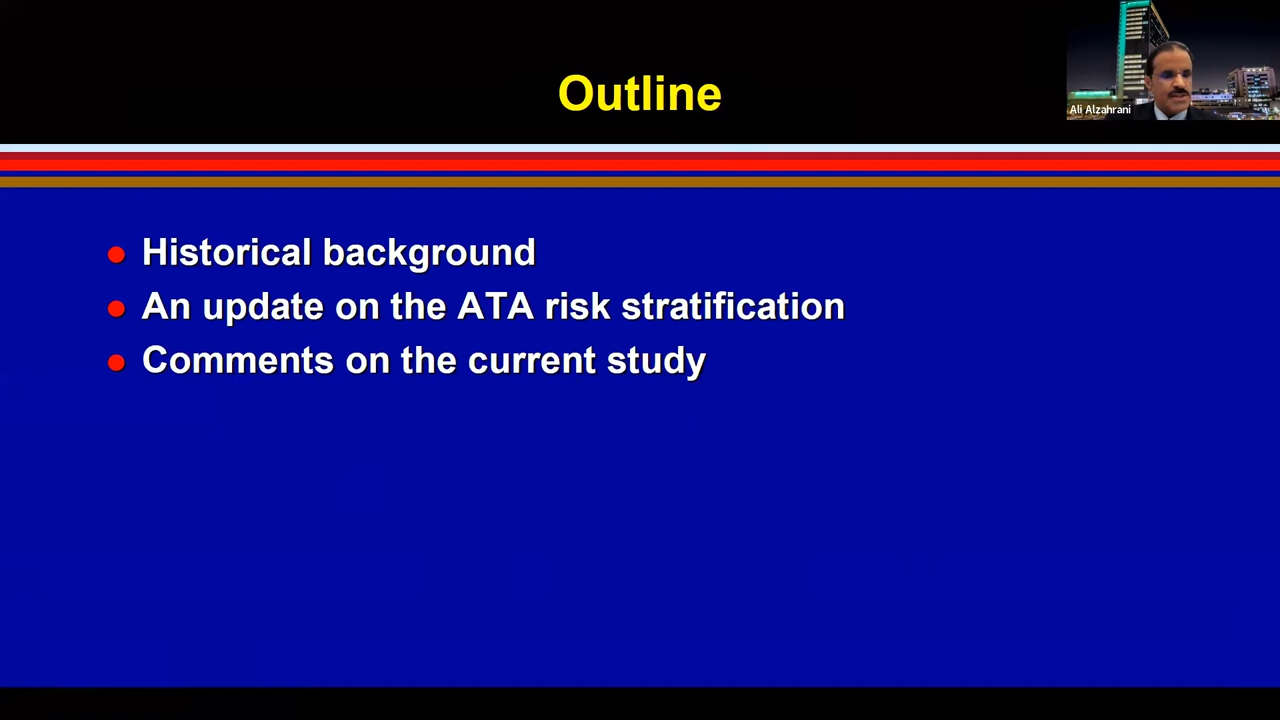 Outline
Ali Alzahrani
Historical background
An update on the ATA risk stratification
Comments on the current study